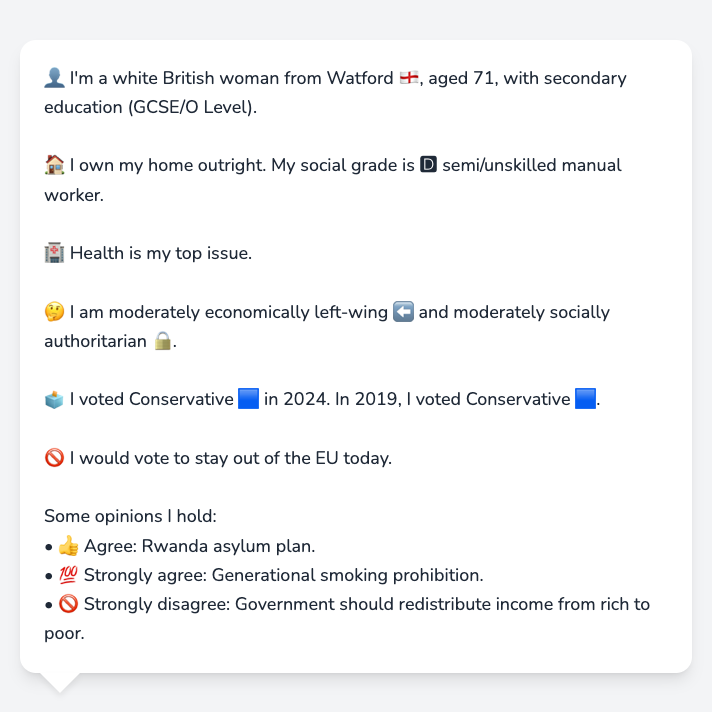 👤 I'm a white British woman from Watford 🏴󠁧󠁢󠁥󠁮󠁧󠁿, aged 71, with secondary
education (GCSE/O Level).
🏠 I own my home outright. My social grade is 🅳 semi/unskilled manual
worker.
🏥 Health is my top issue.
🤔 I am moderately economically left-wing ⬅️ and moderately socially
authoritarian 🔒.
🗳️ I voted Conservative 🟦 in 2024. In 2019, I voted Conservative 🟦.
🚫 I would vote to stay out of the EU today.
Some opinions I hold:
• 👍 Agree: Rwanda asylum plan.
• 💯 Strongly agree: Generational smoking prohibition.
• 🚫 Strongly disagree: Government should redistribute income from rich to
poor.